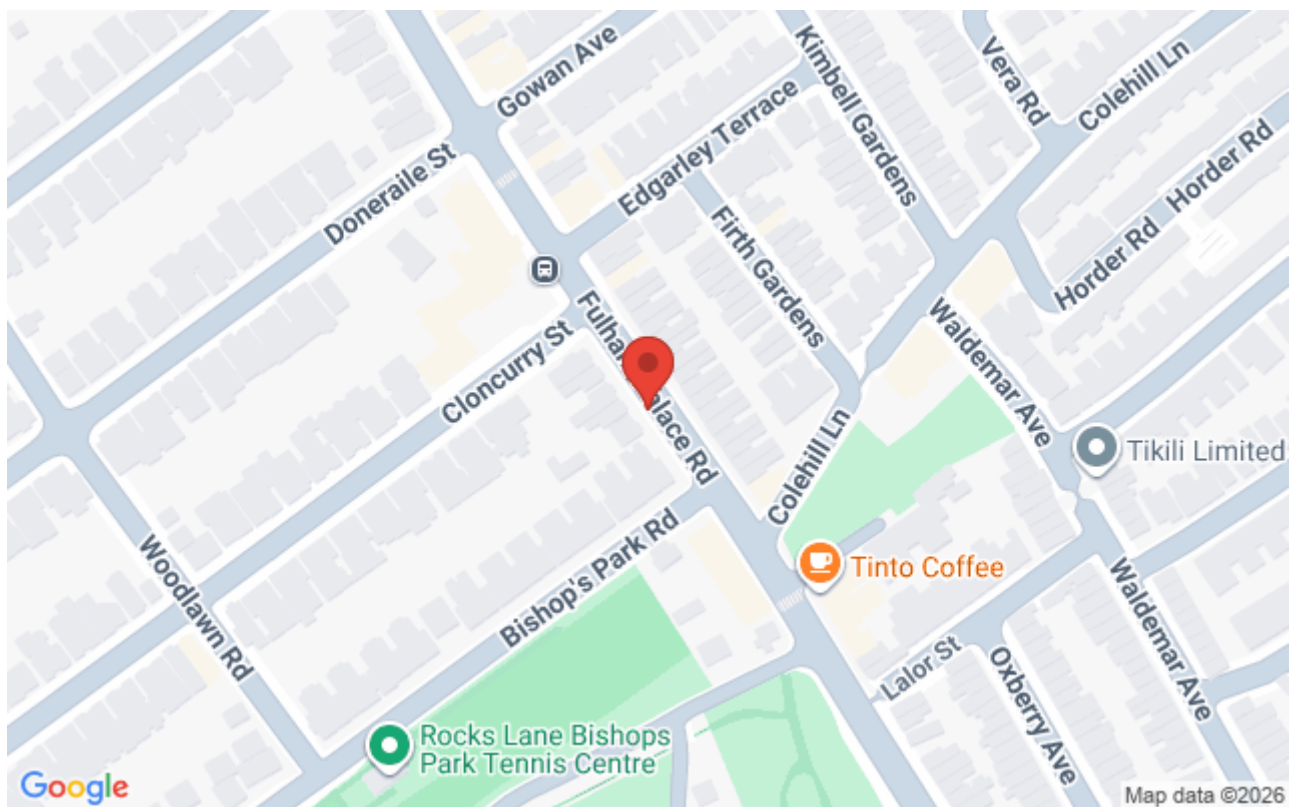 Gowan Ave
Kimbell Gardens
Vera Rd
Colehill Ln
Horder Rd
Horder Rd
Doneraile St
Edgarley Terrace
Firth Gardens
Waldemar Ave
Cloncurry St
Palace Rd
Colehill Ln
Tikili Limited
Woodlawn Rd
Bishop's Park Rd
Tinto Coffee
Waldemar Ave
Lalor St
Oxberry Ave
Rocks Lane Bishops
Park Tennis Centre
Google
Map data ©2026